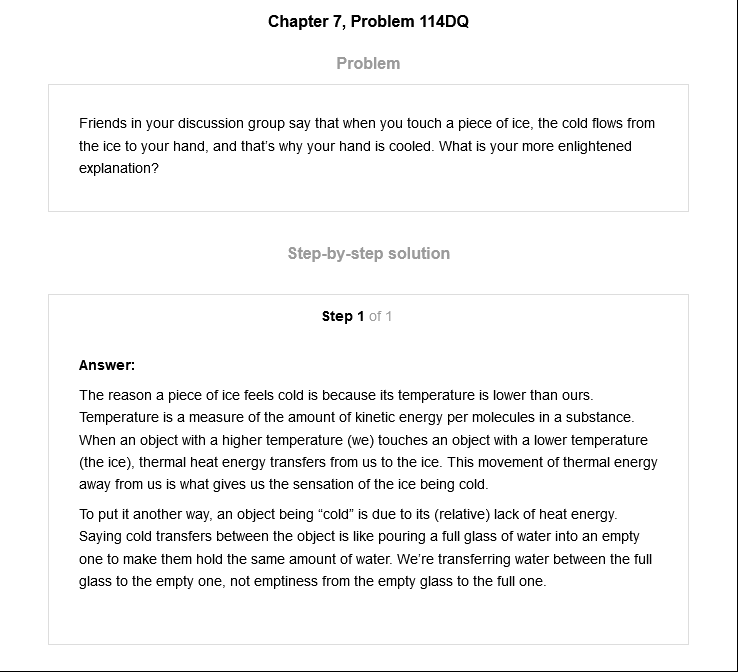 Chapter 7, Problem 114DQ
Problem
Friends in your discussion group say that when you touch a piece of ice, the cold flows from
the ice to your hand, and that's why your hand is cooled. What is your more enlightened
explanation?
Step-by-step solution
Step 1 of 1
Answer:
The reason a piece of ice feels cold is because its temperature is lower than ours.
Temperature is a measure of the amount of kinetic energy per molecules in a substance.
When an object with a higher temperature (we) touches an object with a lower temperature
(the ice), thermal heat energy transfers from us to the ice. This movement of thermal energy
away from us is what gives us the sensation of the ice being cold.
To put it another way, an object being “cold” is due to its (relative) lack of heat energy.
Saying cold transfers between the object is like pouring a full glass of water into an empty
one to make them hold the same amount of water. We're transferring water between the full
glass to the empty one, not emptiness from the empty glass to the full one.